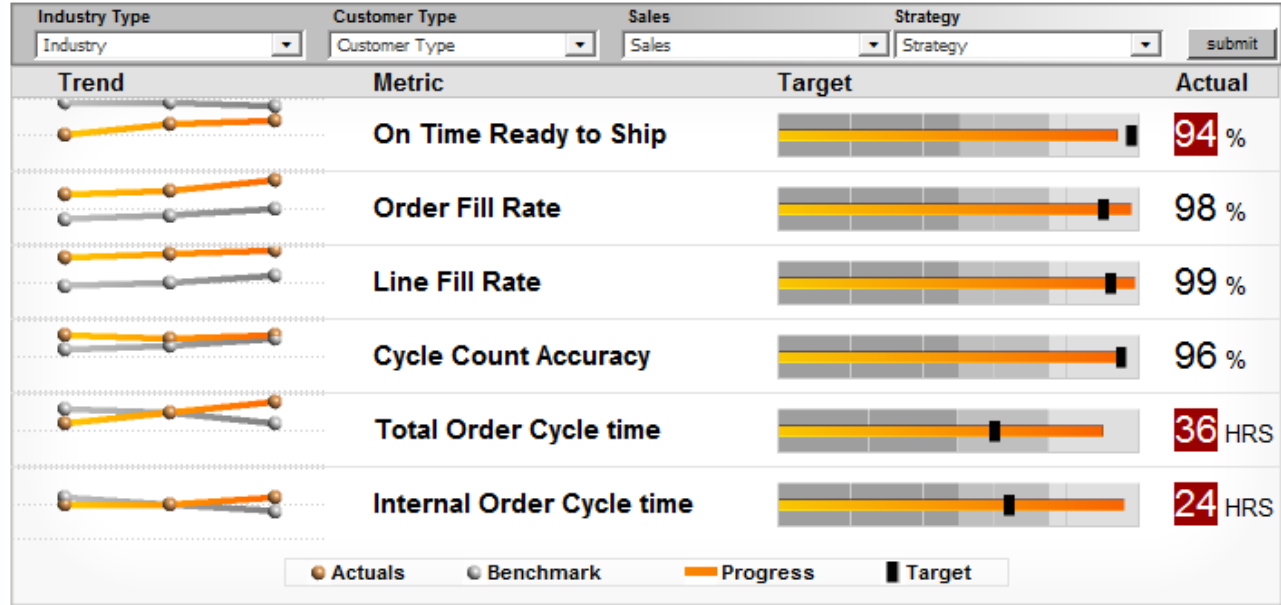 Industry Type Customer Type Sales Strategy
Industry Customer Type Sales Strategy submit
Trend Metric Target Actual
On Time Ready to Ship 94 %
Order Fill Rate 98 %
Line Fill Rate 99 %
Cycle Count Accuracy 96 %
Total Order Cycle time 36 HRS
Internal Order Cycle time 24 HRS
Actuals Benchmark Progress Target